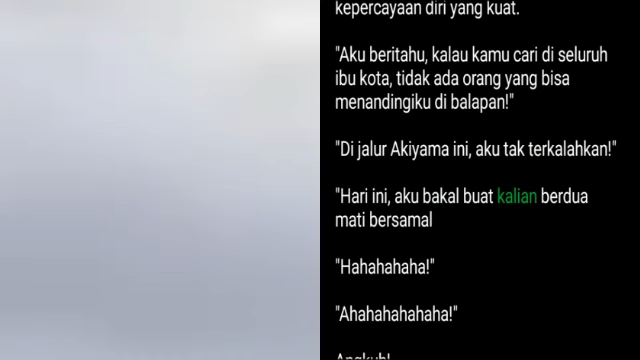 kepercayaan diri yang kuat.
"Aku beritahu, kalau kamu cari di seluruh
ibu kota, tidak ada orang yang bisa
menandingiku di balapan!"
"Di jalur Akiyama ini, aku tak terkalahkan!"
"Hari ini, aku bakal buat kalian berdua
mati bersamal
"Hahahahaha!"
"Ahahahahahaha!"
Angkuh!